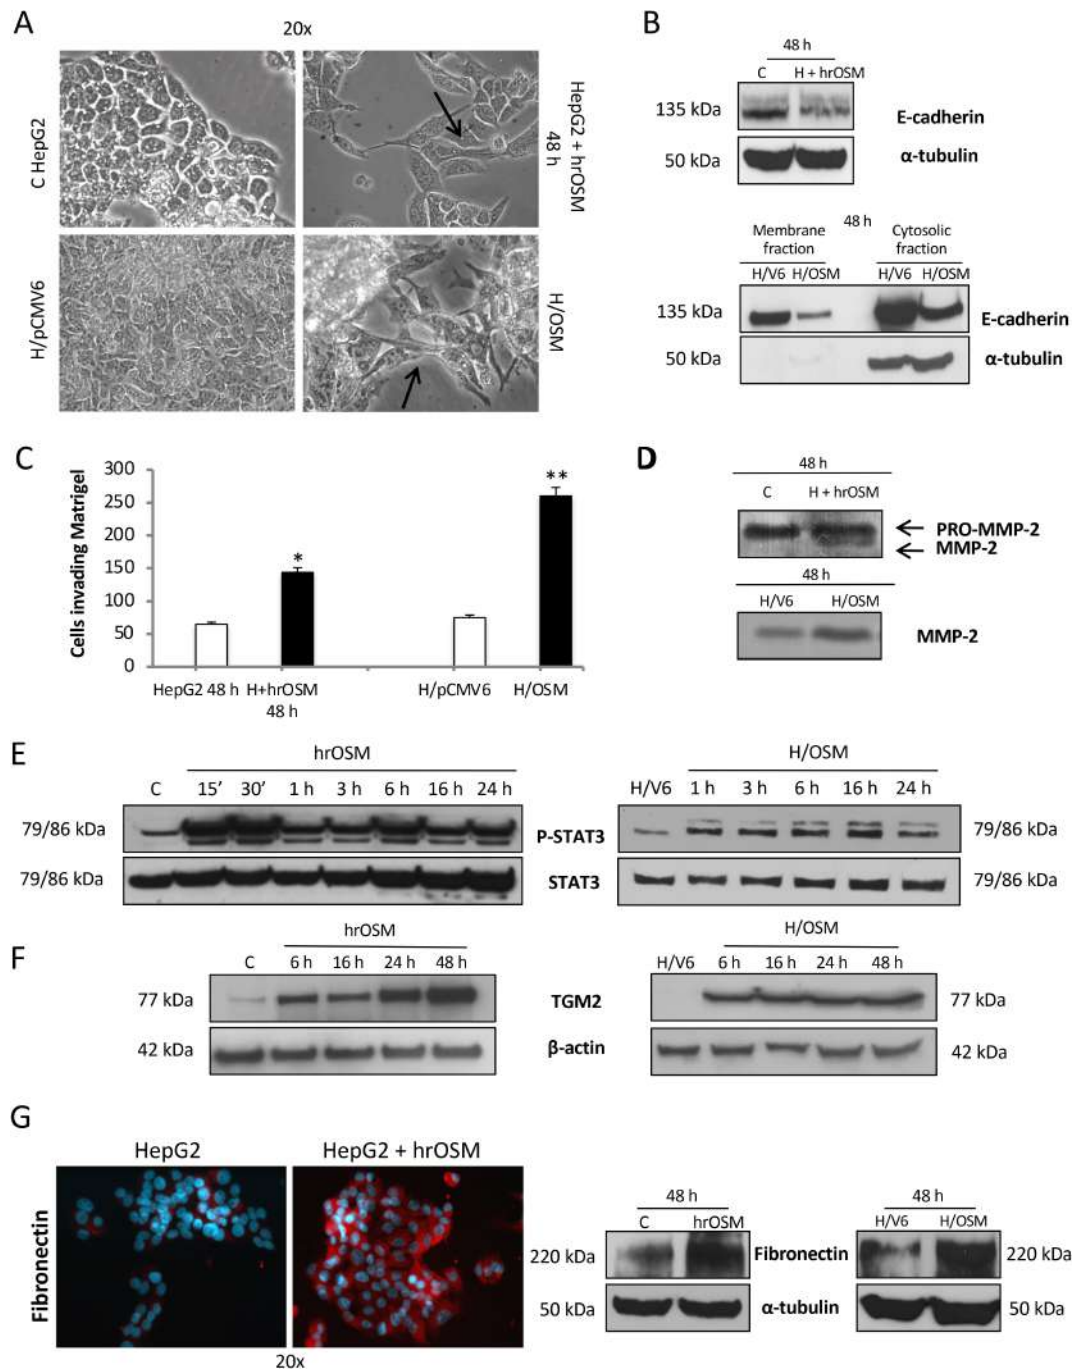 A
20x
C HepG2
HepG2 + hrOSM
48 h
H/pCMV6
H/OSM
B
48 h
C H + hrOSM
135 kDa
E-cadherin
50 kDa
α-tubulin
48 h
Membrane fraction
Cytosolic fraction
H/V6 H/OSM H/V6 H/OSM
135 kDa
E-cadherin
50 kDa
α-tubulin
C
Cells invading Matrigel
300
250
200
150
100
50
0
*
**
HepG2 48 h H+hrOSM 48 h H/pCMV6 H/OSM
D
48 h
C H + hrOSM
PRO-MMP-2
MMP-2
48 h
H/V6 H/OSM
MMP-2
E
hrOSM
C 15’ 30’ 1 h 3 h 6 h 16 h 24 h
H/OSM
H/V6 1 h 3 h 6 h 16 h 24 h
79/86 kDa P-STAT3 79/86 kDa
79/86 kDa STAT3 79/86 kDa
F
hrOSM
C 6 h 16 h 24 h 48 h
H/OSM
H/V6 6 h 16 h 24 h 48 h
77 kDa TGM2 77 kDa
42 kDa β-actin 42 kDa
G
HepG2 HepG2 + hrOSM
Fibronectin
20x
48 h
C hrOSM
48 h
H/V6 H/OSM
220 kDa Fibronectin 220 kDa
50 kDa α-tubulin 50 kDa